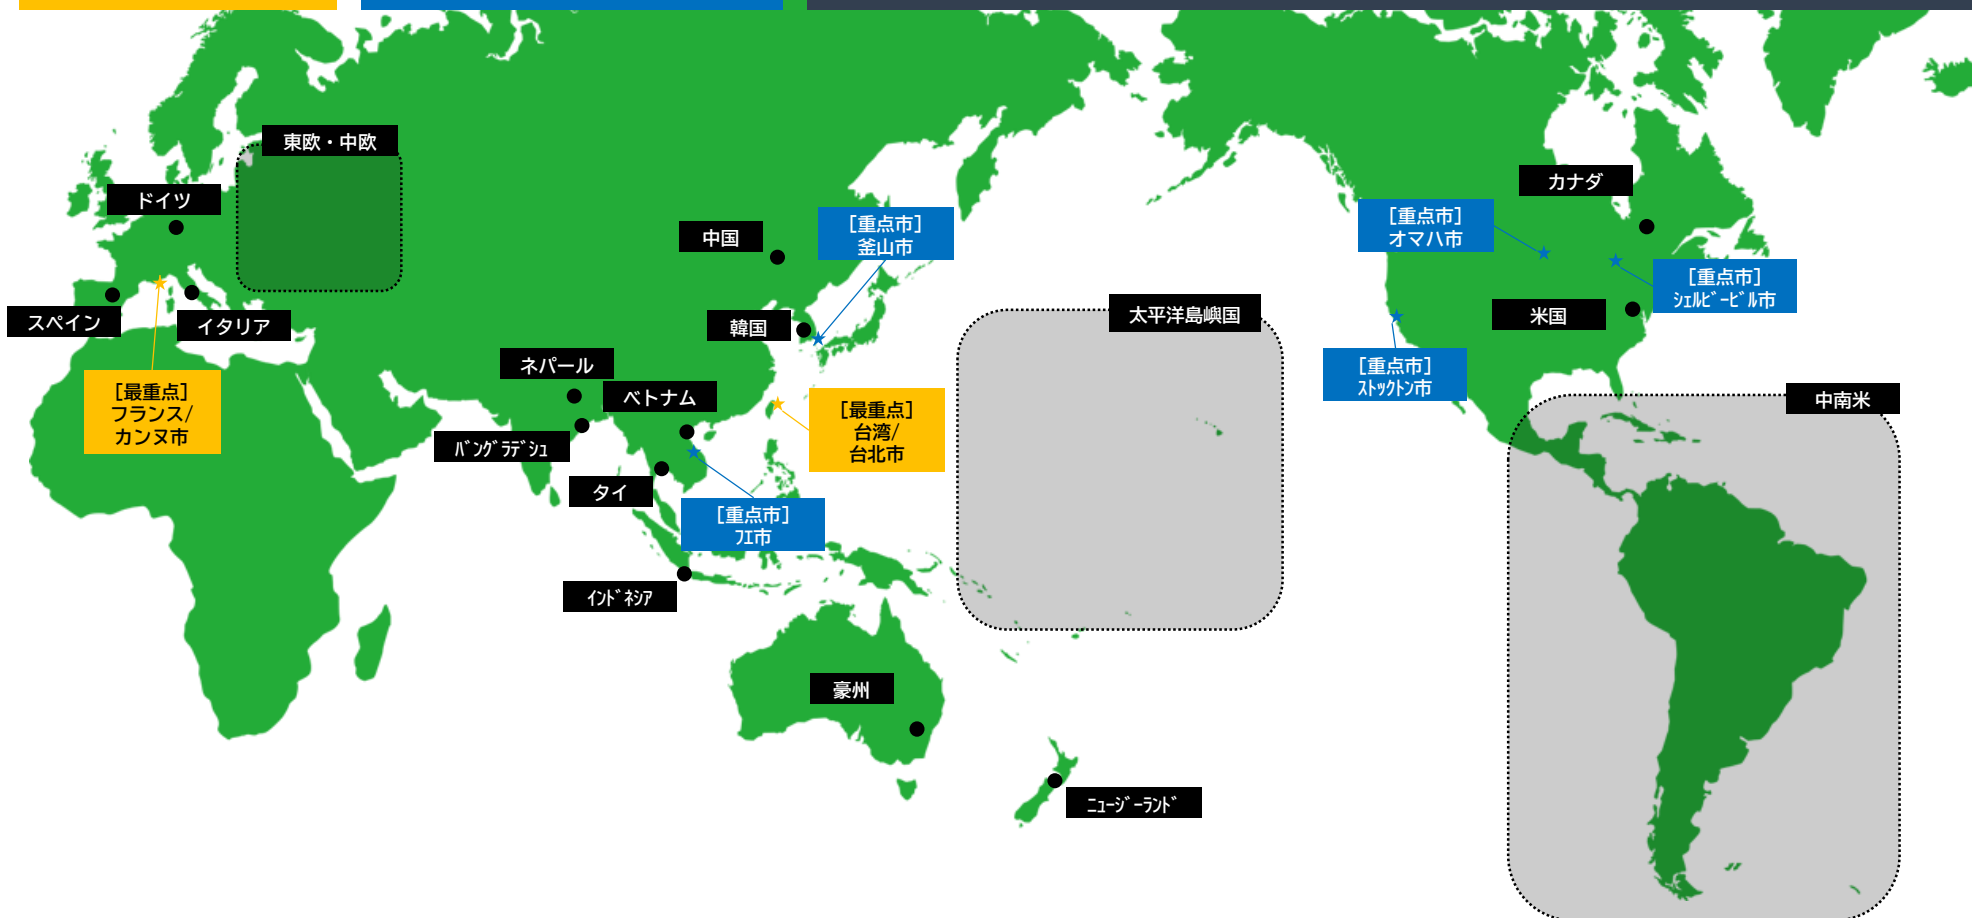 東欧・中欧
ドイツ
カナダ
[重点市]
オマハ市
[重点市]
釜山市
中国
[重点市]
ｼｪﾙﾋﾞｰﾋﾞﾙ市
スペイン
イタリア
韓国
太平洋島嶼国
米国
ネパール
[重点市]
ｽﾄｯｸﾄﾝ市
[最重点]
フランス/
カンヌ市
ベトナム
[最重点]
台湾/
台北市
中南米
ﾊﾞﾝｸﾞﾗﾃﾞｼｭ
タイ
[重点市]
ﾌｴ市
ｲﾝﾄﾞﾈｼｱ
豪州
ﾆｭｰｼﾞｰﾗﾝﾄﾞ